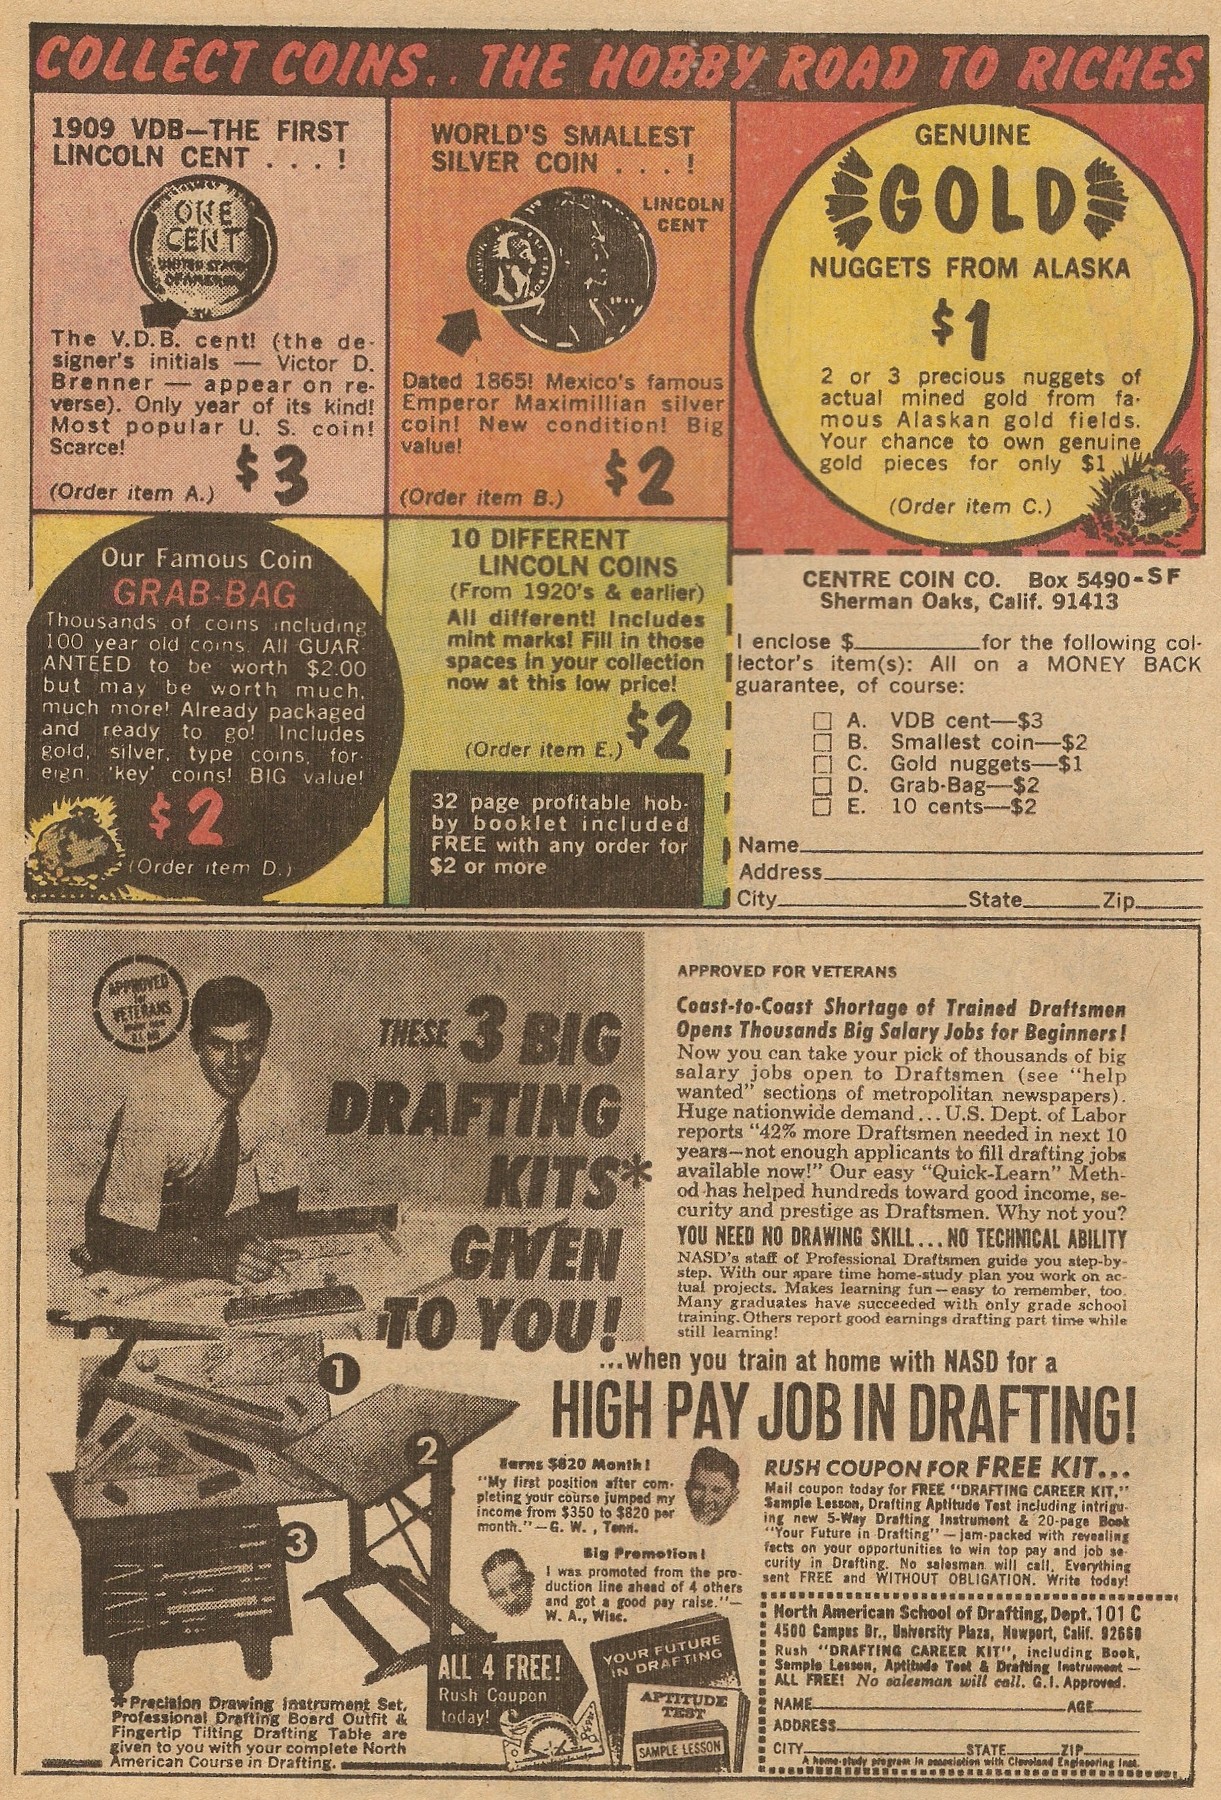 COLLECT COINS.. THE HOBBY ROAD TO RICHES
1909 VDB—THE FIRST
LINCOLN CENT . . . !
ONE
CENT
The V.D.B. cent! (the de-
signer's initials — Victor D.
Brenner — appear on re-
verse). Only year of its kind!
Most popular U. S. coin!
Scarce!
$3
(Order item A.)
WORLD'S SMALLEST
SILVER COIN . . . !
LINCOLN
CENT
Dated 1865! Mexico's famous
Emperor Maximillian silver
coin! New condition! Big
value!
$2
(Order item B.)
GENUINE
GOLD
NUGGETS FROM ALASKA
$1
2 or 3 precious nuggets of
actual mined gold from fa-
mous Alaskan gold fields.
Your chance to own genuine
gold pieces for only $1
(Order item C.)
$
Our Famous Coin
GRAB-BAG
Thousands of coins including
100 year old coins. All GUAR
ANTEED to be worth $2.00
but may be worth much,
much more! Already packaged
and ready to go! Includes
gold, silver, type coins, for-
eign, 'key' coins! BIG value!
$2
(Order item D.)
10 DIFFERENT
LINCOLN COINS
(From 1920's & earlier)
All different! Includes
mint marks! Fill in those
spaces in your collection
now at this low price!
$2
(Order item E.)
32 page profitable hob-
by booklet included
FREE with any order for
$2 or more
CENTRE COIN CO. Box 5490-SF
Sherman Oaks, Calif. 91413
I enclose $__________for the following col-
lector's item(s): All on a MONEY BACK
guarantee, of course:
☐ A. VDB cent—$3
☐ B. Smallest coin—$2
☐ C. Gold nuggets—$1
☐ D. Grab-Bag—$2
☐ E. 10 cents—$2
Name
Address
City State Zip
APPROVED
for
VETERANS
THESE 3 BIG
DRAFTING
KITS*
GIVEN
TO YOU!
APPROVED FOR VETERANS
Coast-to-Coast Shortage of Trained Draftsmen
Opens Thousands Big Salary Jobs for Beginners!
Now you can take your pick of thousands of big
salary jobs open to Draftsmen (see "help
wanted" sections of metropolitan newspapers).
Huge nationwide demand... U.S. Dept. of Labor
reports "42% more Draftsmen needed in next 10
years—not enough applicants to fill drafting jobs
available now!" Our easy "Quick-Learn" Meth-
od has helped hundreds toward good income, se-
curity and prestige as Draftsmen. Why not you?
YOU NEED NO DRAWING SKILL... NO TECHNICAL ABILITY
NASD's staff of Professional Draftsmen guide you step-by-
step. With our spare time home-study plan you work on ac-
tual projects. Makes learning fun—easy to remember, too.
Many graduates have succeeded with only grade school
training. Others report good earnings drafting part time while
still learning!
...when you train at home with NASD for a
HIGH PAY JOB IN DRAFTING!
1
2
3
Earns $820 Month!
"My first position after com-
pleting your course jumped my
income from $350 to $820 per
month."—G. W. , Tenn.
Big Promotion!
I was promoted from the pro-
duction line ahead of 4 others
and got a good pay raise."—
W. A., Wisc.
RUSH COUPON FOR FREE KIT...
Mail coupon today for FREE "DRAFTING CAREER KIT,"
Sample Lesson, Drafting Aptitude Test including intrigu-
ing new 5-Way Drafting Instrument & 20-page Book
"Your Future in Drafting"—jam-packed with revealing
facts on your opportunities to win top pay and job se-
curity in Drafting. No salesman will call. Everything
sent FREE and WITHOUT OBLIGATION. Write today!
ALL 4 FREE!
Rush Coupon
today!
YOUR FUTURE
IN DRAFTING
APTITUDE
TEST
SAMPLE LESSON
*Precision Drawing Instrument Set,
Professional Drafting Board Outfit &
Fingertip Tilting Drafting Table are
given to you with your complete North
American Course in Drafting.
North American School of Drafting, Dept. 101 C
4500 Campus Dr., University Plaza, Newport, Calif. 92660
Rush "DRAFTING CAREER KIT", including Book,
Sample Lesson, Aptitude Test & Drafting Instrument—
ALL FREE! No salesman will call. G.I. Approved.
NAME AGE
ADDRESS
CITY STATE ZIP
A home-study program in association with Cleveland Engineering Inst.